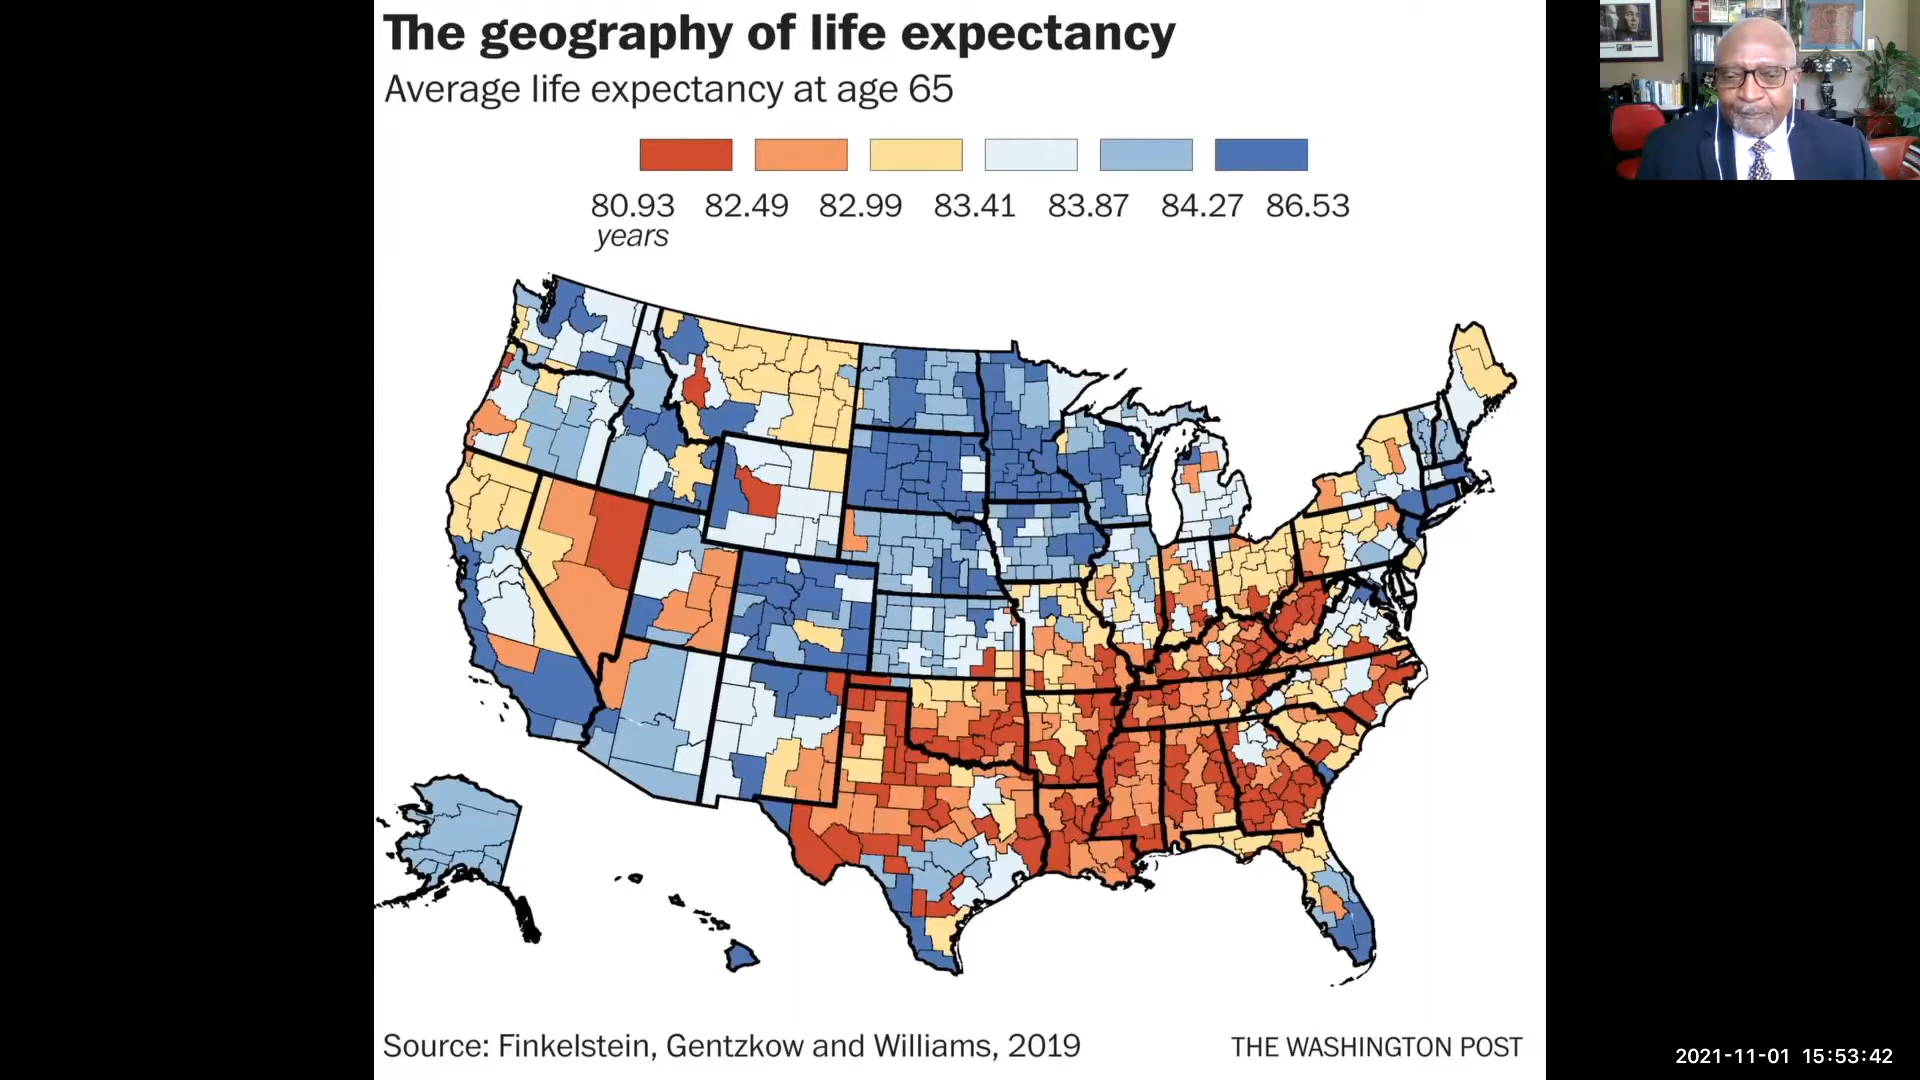 The geography of life expectancy
Average life expectancy at age 65
80.93 82.49 82.99 83.41 83.87 84.27 86.53
years
Source: Finkelstein, Gentzkow and Williams, 2019
THE WASHINGTON POST
2021-11-01 15:53:42